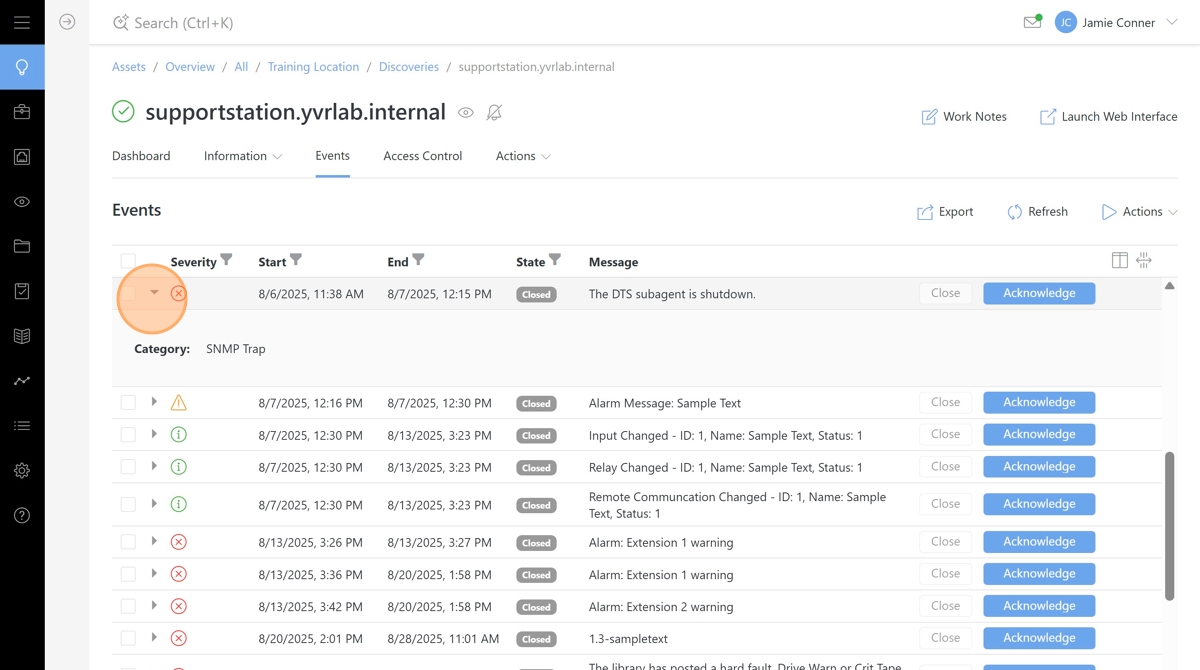 Search (Ctrl+K)
JC
Jamie Conner
Assets / Overview / All / Training Location / Discoveries / supportstation.yvrlab.internal
supportstation.yvrlab.internal
Work Notes
Launch Web Interface
Dashboard
Information
Events
Access Control
Actions
Events
Export
Refresh
Actions
Severity Start End State Message
8/6/2025, 11:38 AM 8/7/2025, 12:15 PM Closed The DTS subagent is shutdown. Close Acknowledge
Category: SNMP Trap
8/7/2025, 12:16 PM 8/7/2025, 12:30 PM Closed Alarm Message: Sample Text Close Acknowledge
8/7/2025, 12:30 PM 8/13/2025, 3:23 PM Closed Input Changed - ID: 1, Name: Sample Text, Status: 1 Close Acknowledge
8/7/2025, 12:30 PM 8/13/2025, 3:23 PM Closed Relay Changed - ID: 1, Name: Sample Text, Status: 1 Close Acknowledge
8/7/2025, 12:30 PM 8/13/2025, 3:23 PM Closed Remote Communcation Changed - ID: 1, Name: Sample
Text, Status: 1 Close Acknowledge
8/13/2025, 3:26 PM 8/13/2025, 3:27 PM Closed Alarm: Extension 1 warning Close Acknowledge
8/13/2025, 3:36 PM 8/20/2025, 1:58 PM Closed Alarm: Extension 1 warning Close Acknowledge
8/13/2025, 3:42 PM 8/20/2025, 1:58 PM Closed Alarm: Extension 2 warning Close Acknowledge
8/20/2025, 2:01 PM 8/28/2025, 11:01 AM Closed 1.3-sampletext Close Acknowledge
The library has posted a hard fault, Drive Warn or Crit Tape